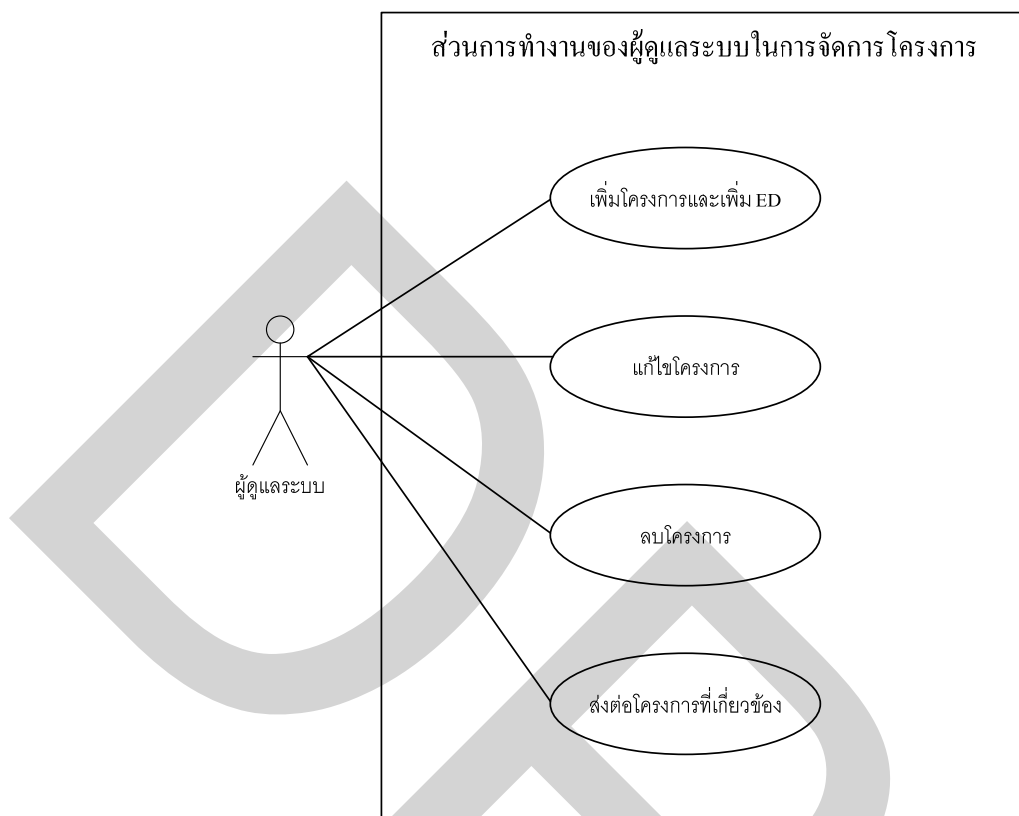 ส่วนการทำงานของผู้ดูแลระบบในการจัดการโครงการ
เพิ่มโครงการและเพิ่ม ED
แก้ไขโครงการ
ผู้ดูแลระบบ
ลบโครงการ
ส่งต่อโครงการที่เกี่ยวข้อง